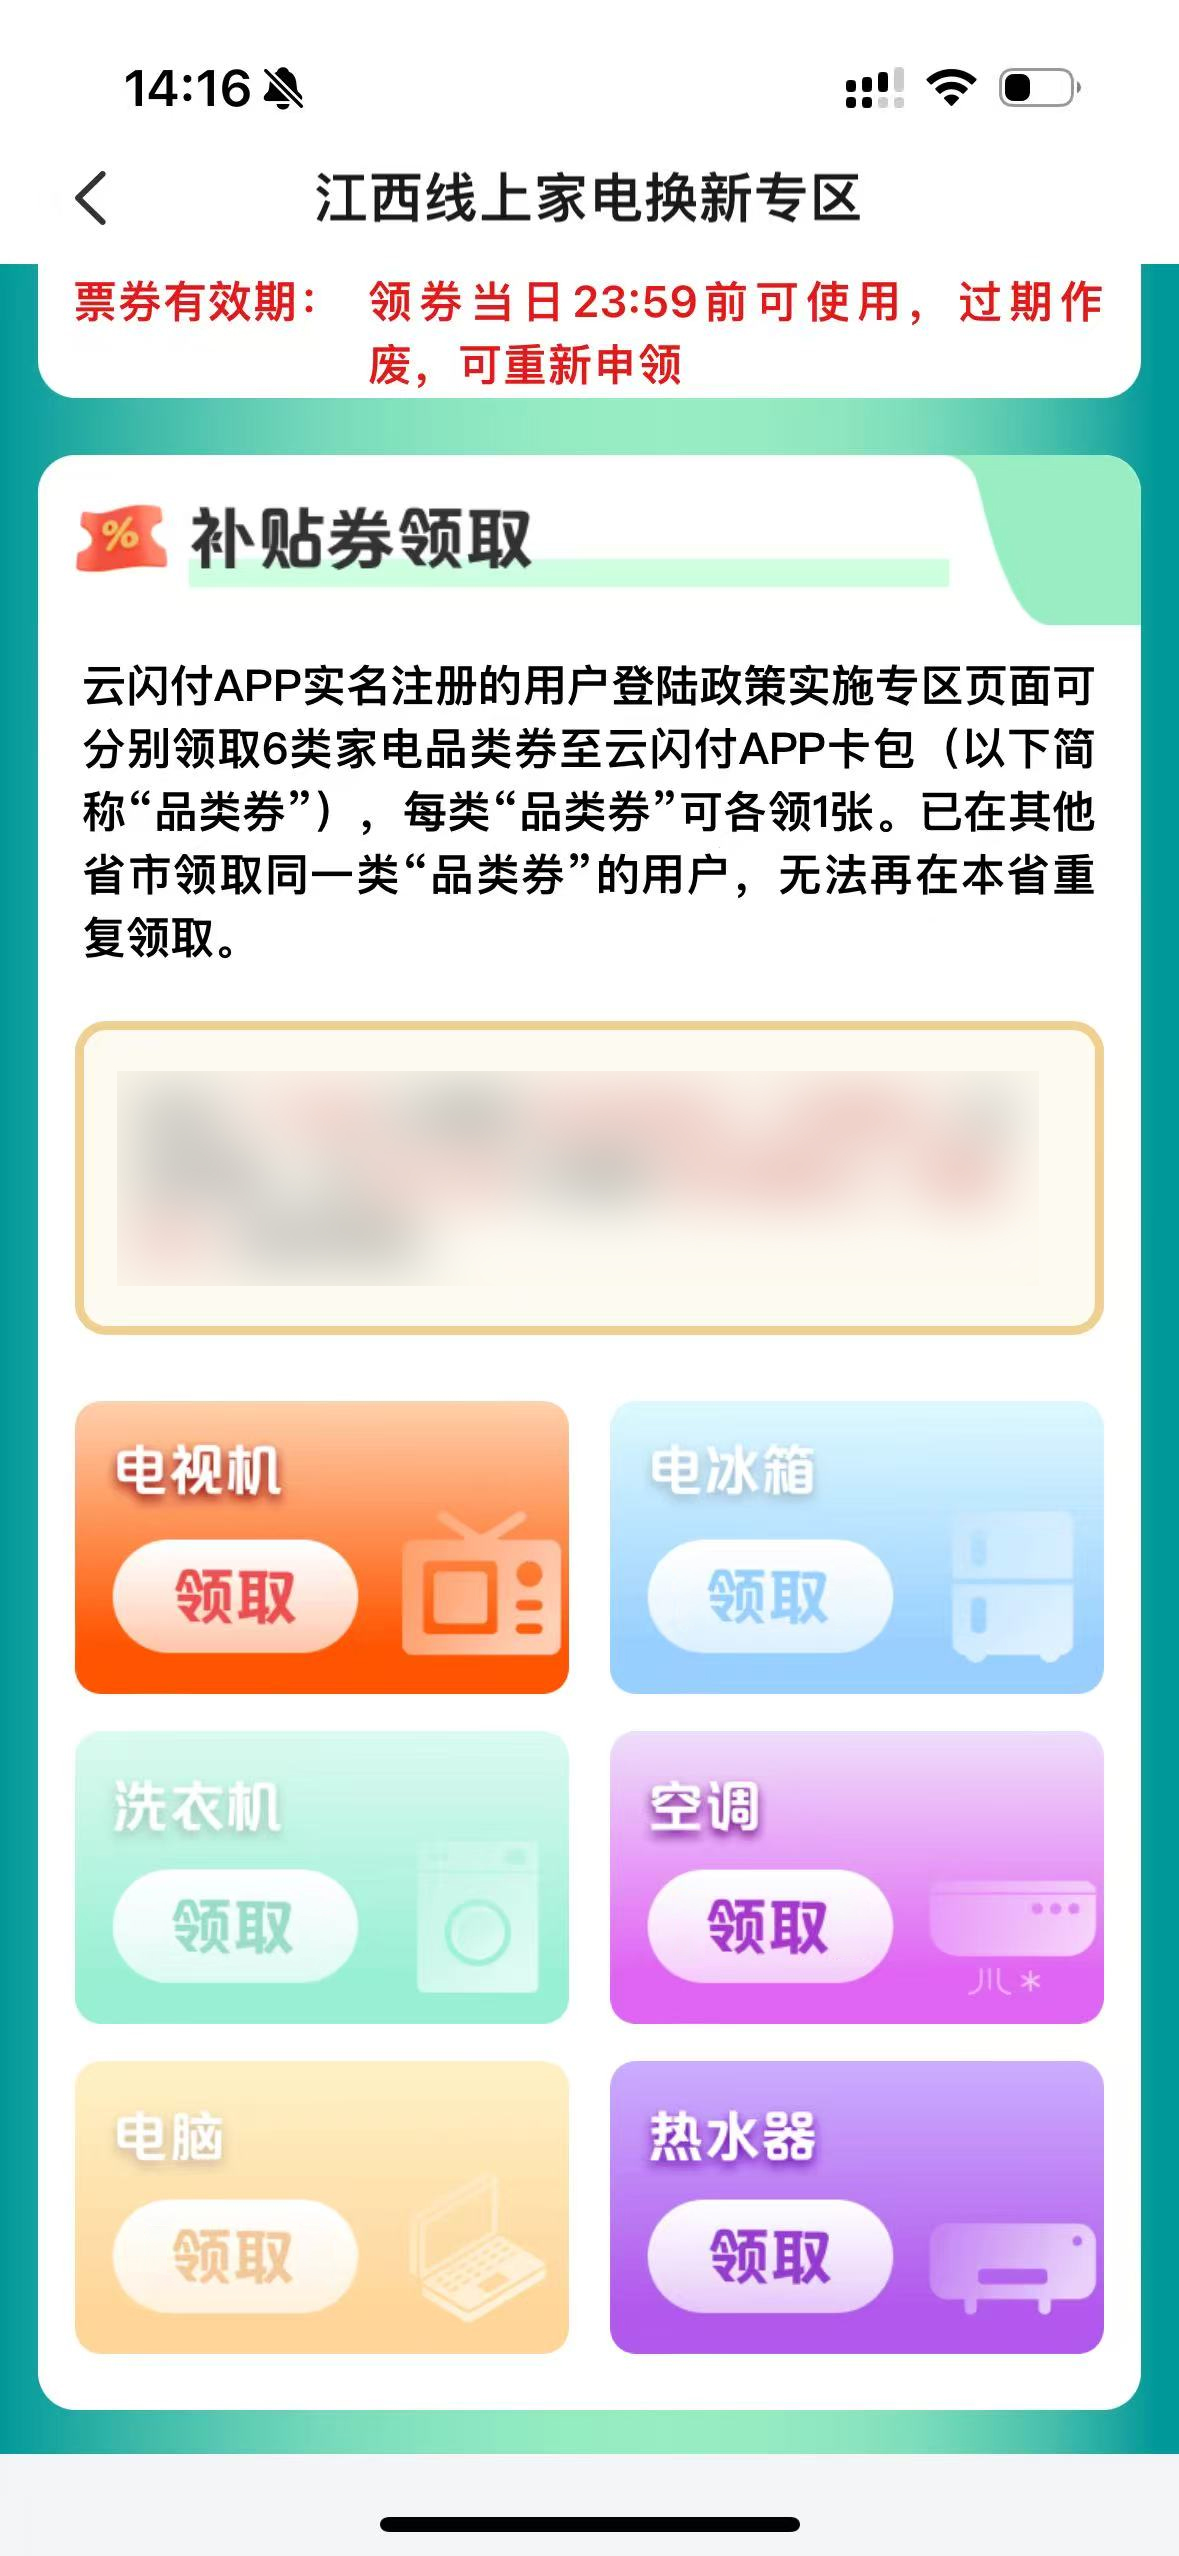 14:16
江西线上家电换新专区
票券有效期： 领券当日23:59前可使用，过期作
废，可重新申领
%
补贴券领取
云闪付APP实名注册的用户登陆政策实施专区页面可
分别领取6类家电品类券至云闪付APP卡包（以下简
称“品类券”），每类“品类券”可各领1张。已在其他
省市领取同一类“品类券”的用户，无法再在本省重
复领取。
电视机
领取
电冰箱
领取
洗衣机
领取
空调
领取
电脑
领取
热水器
领取